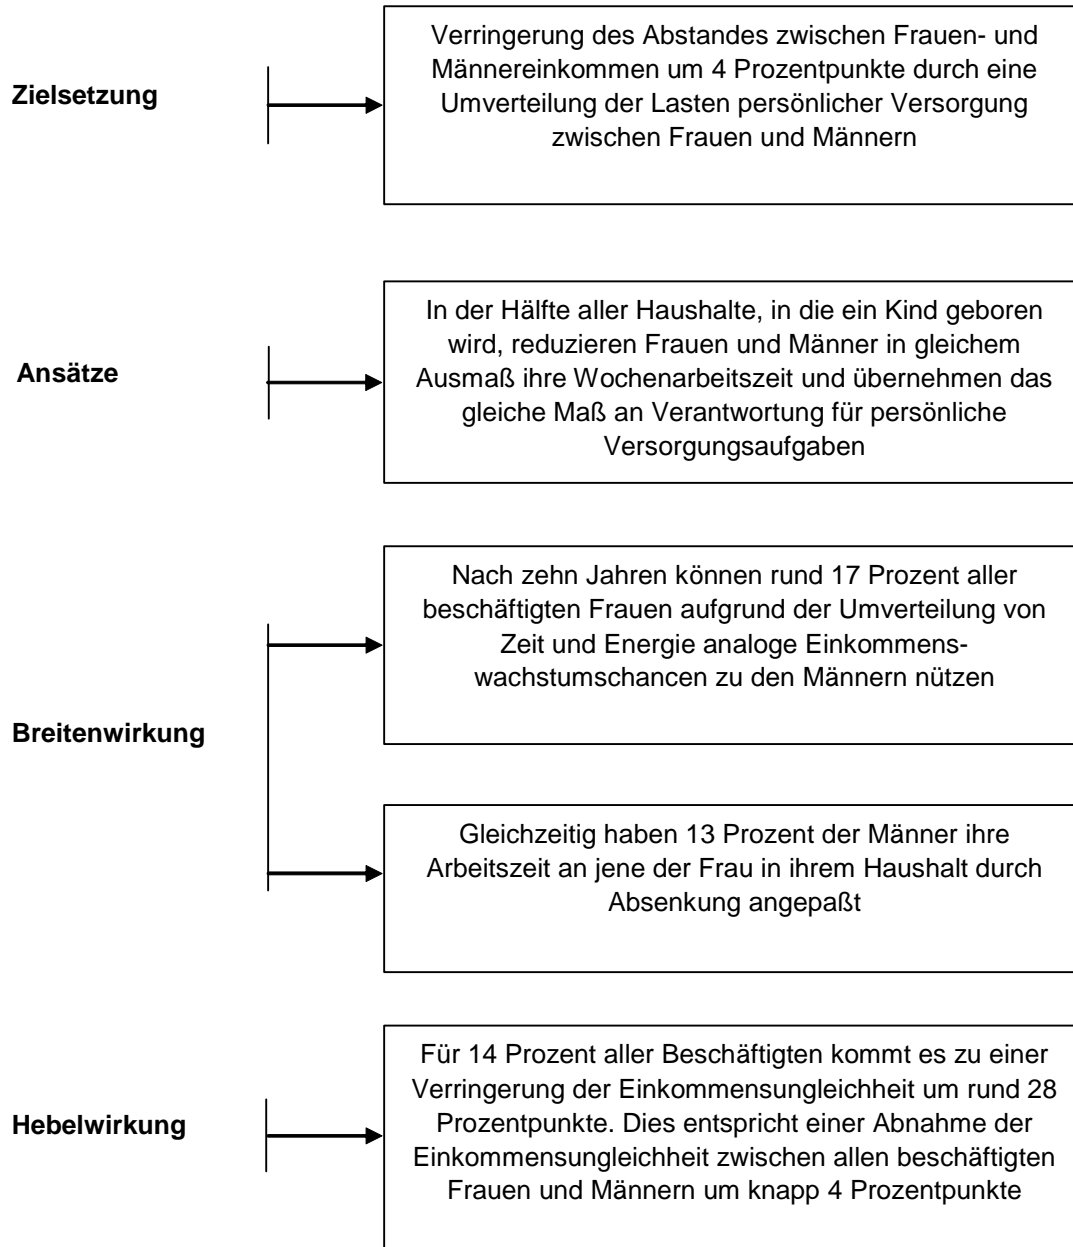 Zielsetzung
Verringerung des Abstandes zwischen Frauen- und
Männereinkommen um 4 Prozentpunkte durch eine
Umverteilung der Lasten persönlicher Versorgung
zwischen Frauen und Männern
Ansätze
In der Hälfte aller Haushalte, in die ein Kind geboren
wird, reduzieren Frauen und Männer in gleichem
Ausmaß ihre Wochenarbeitszeit und übernehmen das
gleiche Maß an Verantwortung für persönliche
Versorgungsaufgaben
Breitenwirkung
Nach zehn Jahren können rund 17 Prozent aller
beschäftigten Frauen aufgrund der Umverteilung von
Zeit und Energie analoge Einkommens-
wachstumschancen zu den Männern nützen
Gleichzeitig haben 13 Prozent der Männer ihre
Arbeitszeit an jene der Frau in ihrem Haushalt durch
Absenkung angepaßt
Hebelwirkung
Für 14 Prozent aller Beschäftigten kommt es zu einer
Verringerung der Einkommensungleichheit um rund 28
Prozentpunkte. Dies entspricht einer Abnahme der
Einkommensungleichheit zwischen allen beschäftigten
Frauen und Männern um knapp 4 Prozentpunkte